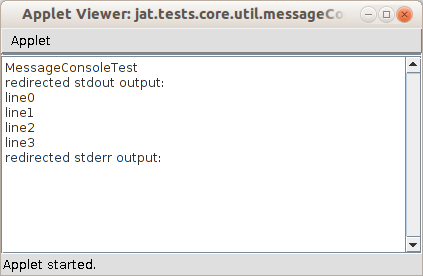 Applet Viewer: jat.tests.core.util.messageCo
Applet
MessageConsoleTest
redirected stdout output:
line0
line1
line2
line3
redirected stderr output:
Applet started.